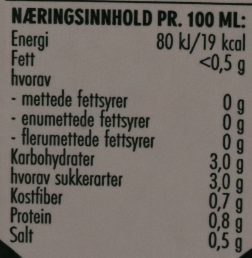 NÆRINGSINNHOLD PR. 100 ML:
Energi 80 kJ/19 kcal
Fett <0,5 g
hvorav
- mettede fettsyrer 0 g
- enumettede fettsyrer 0 g
- flerumettede fettsyrer 0 g
Karbohydrater 3,0 g
hvorav sukkerarter 3,0 g
Kostfiber 0,7 g
Protein 0,8 g
Salt 0,5 g